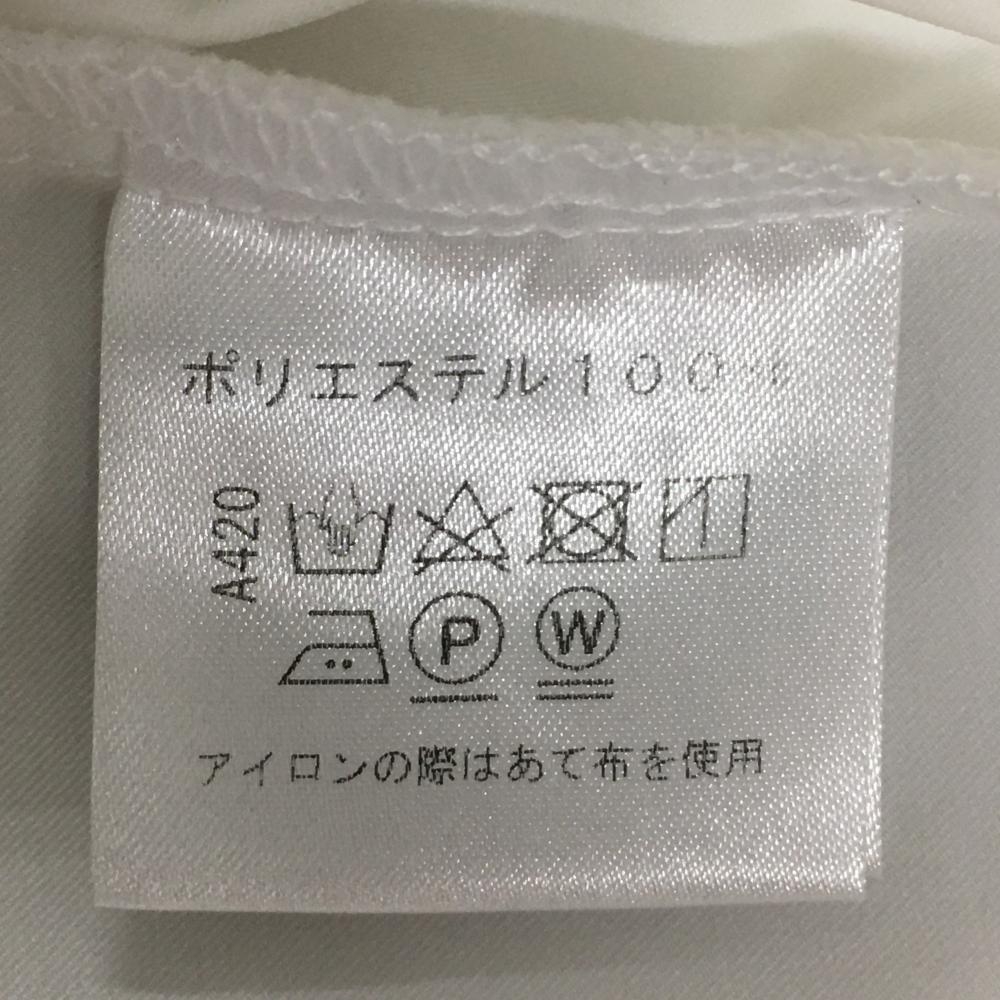 ポリエステル100%
A420
P W
アイロンの際はあて布を使用